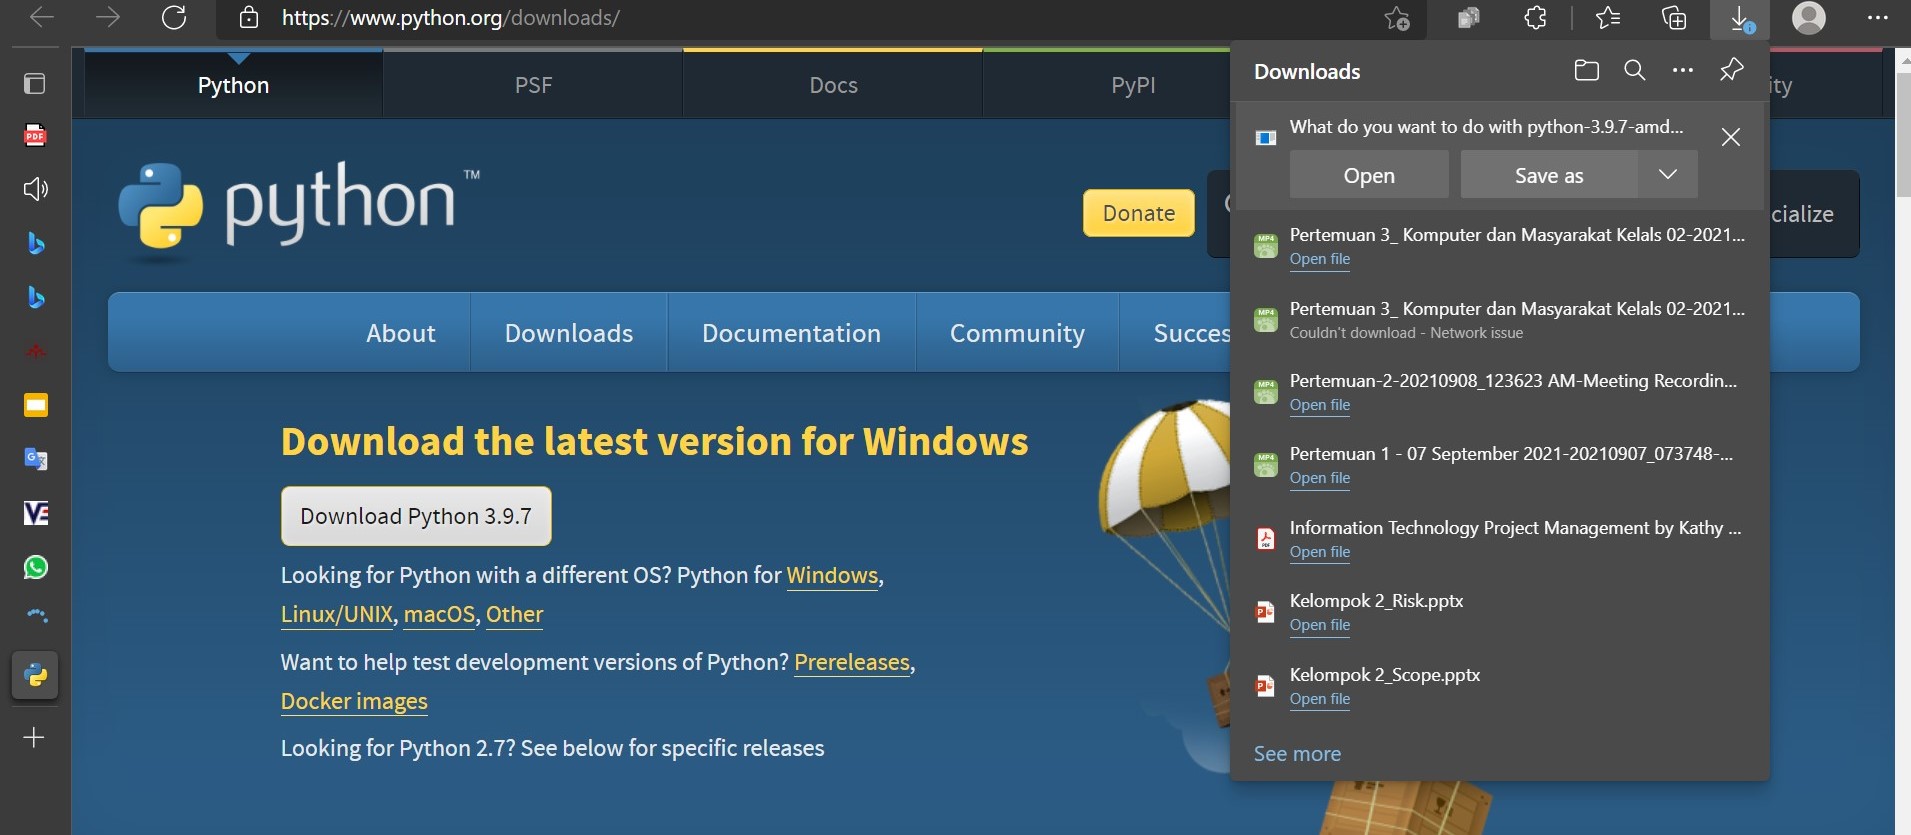 https://www.python.org/downloads/
Python
PSF
Docs
PyPI
ity
python™
Donate
cialize
About
Downloads
Documentation
Community
Succes
Download the latest version for Windows
Download Python 3.9.7
Looking for Python with a different OS? Python for Windows,
Linux/UNIX, macOS, Other
Want to help test development versions of Python? Prereleases,
Docker images
Looking for Python 2.7? See below for specific releases
Downloads
What do you want to do with python-3.9.7-amd...
Open
Save as
Pertemuan 3_ Komputer dan Masyarakat Kelals 02-2021...
Open file
Pertemuan 3_ Komputer dan Masyarakat Kelals 02-2021...
Couldn't download - Network issue
Pertemuan-2-20210908_123623 AM-Meeting Recordin...
Open file
Pertemuan 1 - 07 September 2021-20210907_073748-...
Open file
Information Technology Project Management by Kathy ...
Open file
Kelompok 2_Risk.pptx
Open file
Kelompok 2_Scope.pptx
Open file
See more